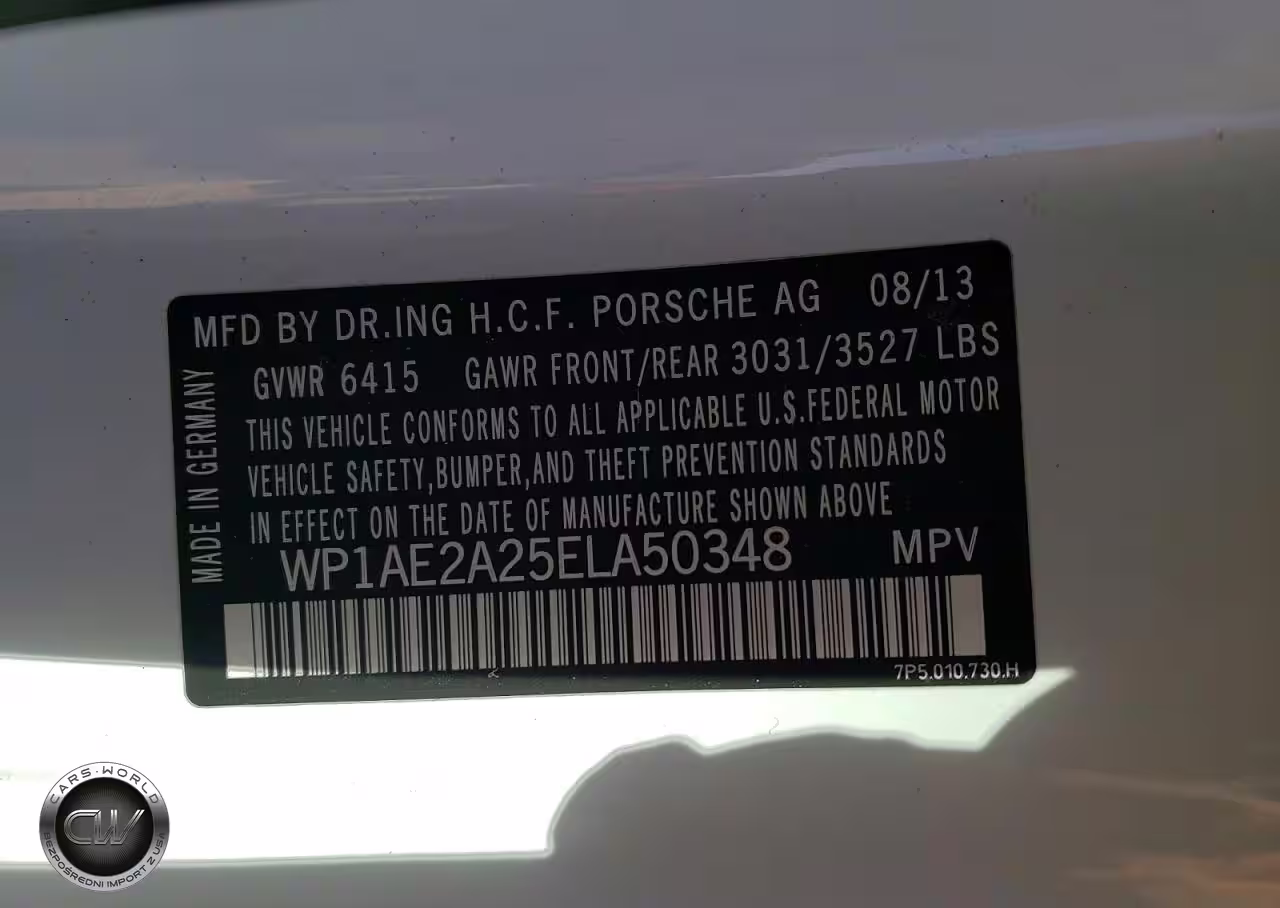 MFD BY DR.ING H.C.F. PORSCHE AG 08/13
GVWR 6415 GAWR FRONT/REAR 3031/3527 LBS
THIS VEHICLE CONFORMS TO ALL APPLICABLE U.S.FEDERAL MOTOR
VEHICLE SAFETY,BUMPER,AND THEFT PREVENTION STANDARDS
IN EFFECT ON THE DATE OF MANUFACTURE SHOWN ABOVE
WP1AE2A25ELA50348 MPV
7P5.010.730.H
MADE IN GERMANY
CARS-WORLD
CW
BEZPOŚREDNI IMPORT Z USA